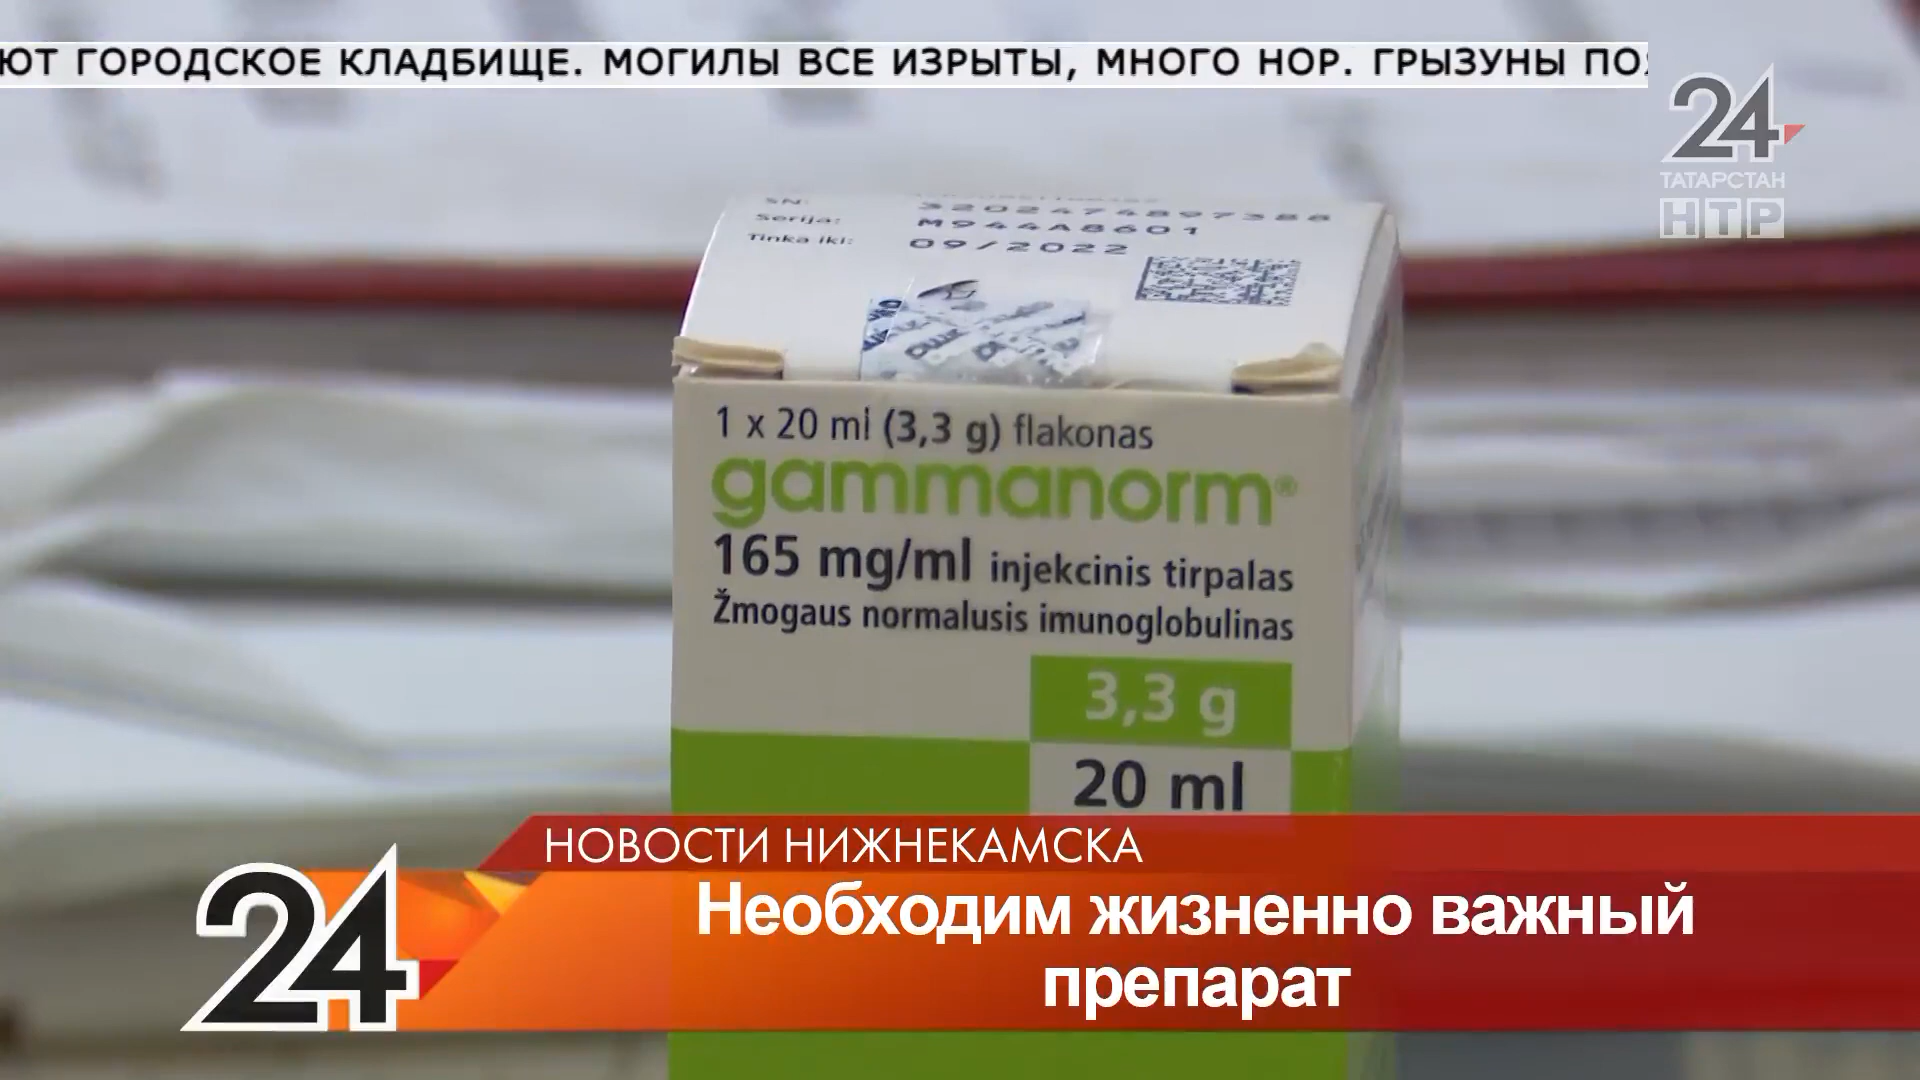 ЮТ ГОРОДСКОЕ КЛАДБИЩЕ. МОГИЛЫ ВСЕ ИЗРЫТЫ, МНОГО НОР. ГРЫЗУНЫ ПО
24
ТАТАРСТАН
НТР
SN: 3202474897388
Serija: M944A8601
Tinka iki: 09/2022
1 x 20 ml (3,3 g) flakonas
gammanorm®
165 mg/ml injekcinis tirpalas
Žmogaus normalusis imunoglobulinas
3,3 g
20 ml
НОВОСТИ НИЖНЕКАМСКА
24
Необходим жизненно важный
препарат